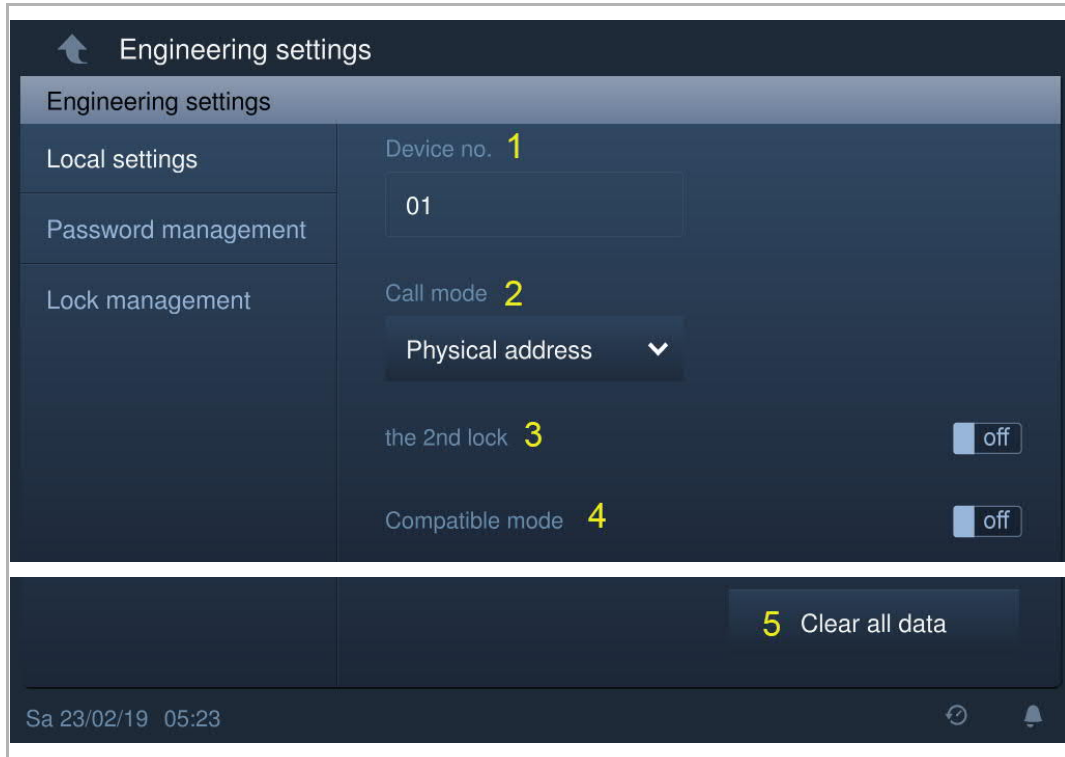 Engineering settings
Engineering settings
Local settings
Password management
Lock management
Device no. 1
01
Call mode 2
Physical address
the 2nd lock 3
off
Compatible mode 4
off
5 Clear all data
Sa 23/02/19 05:23